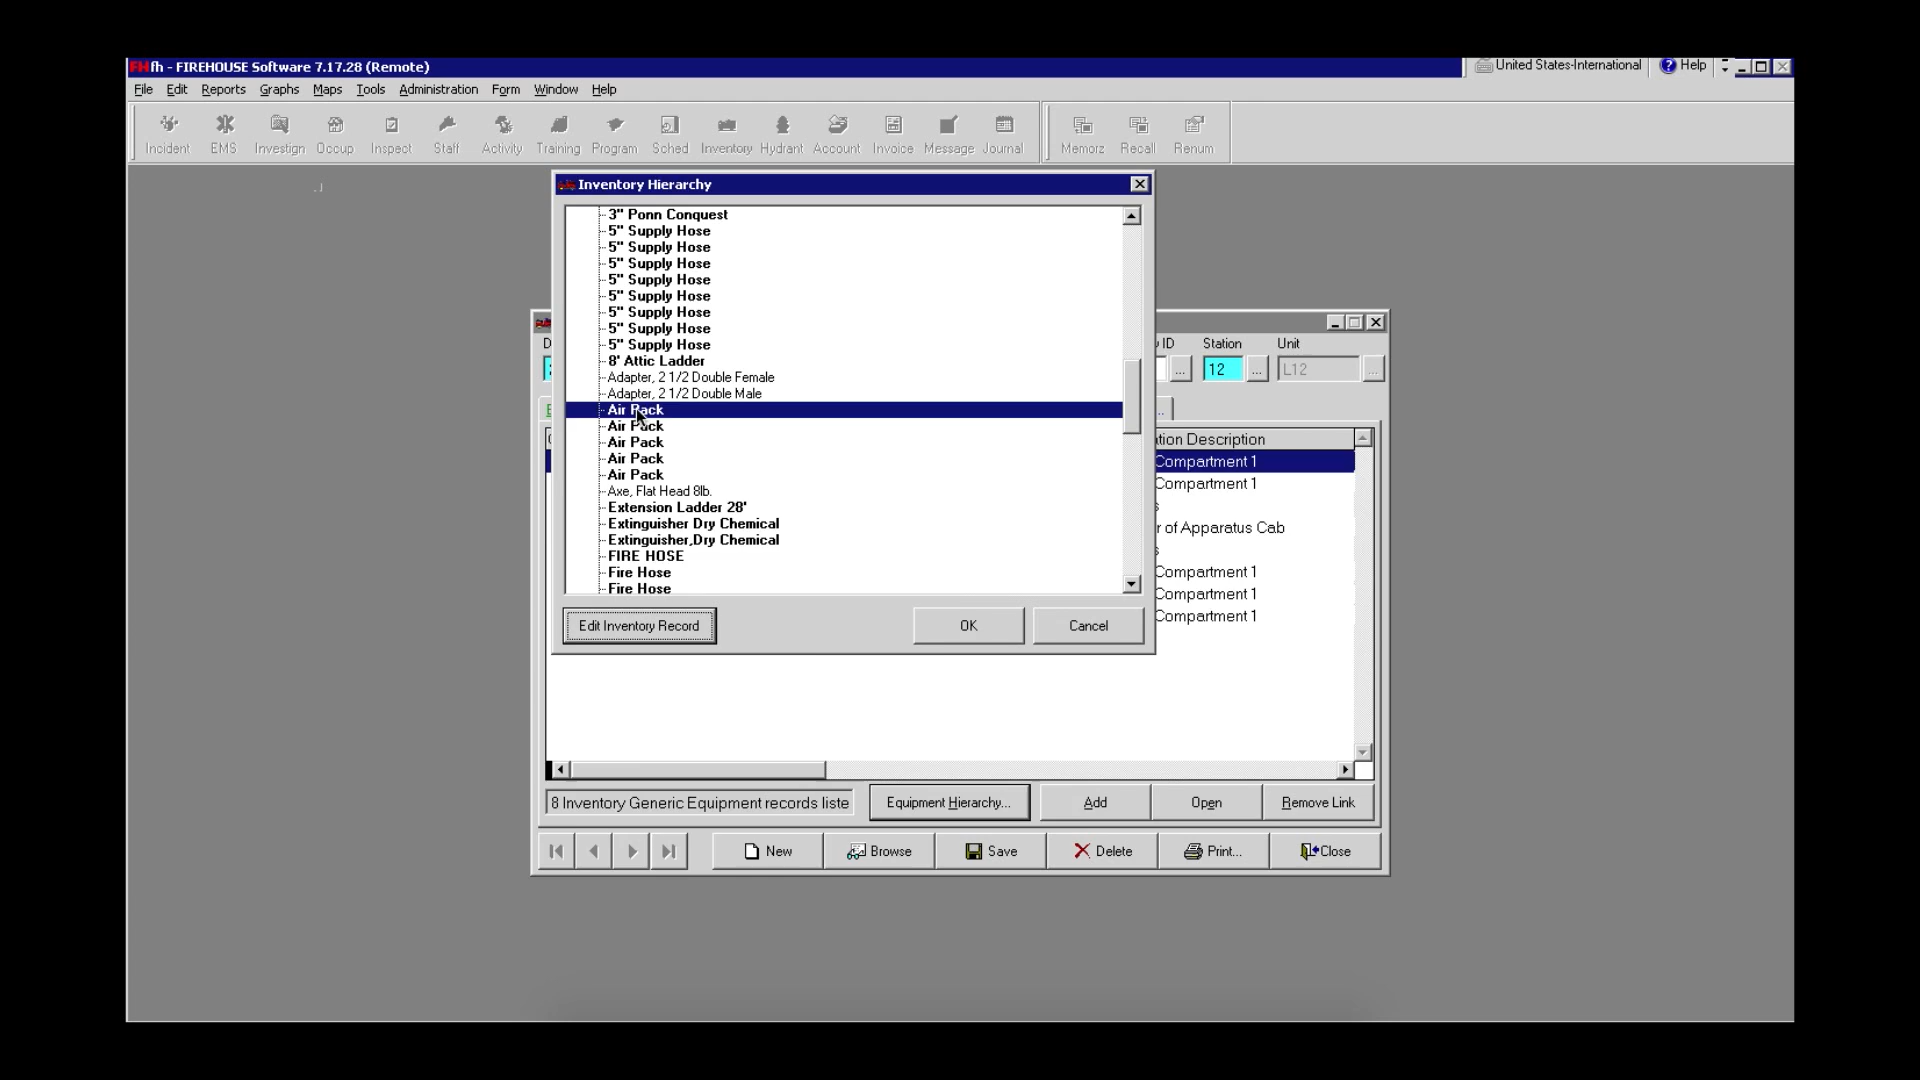 FH fh - FIREHOUSE Software 7.17.28 (Remote)
United States-International Help
File Edit Reports Graphs Maps Tools Administration Form Window Help
Incident EMS Investign Occup Inspect Staff Activity Training Program Sched Inventory Hydrant Account Invoice Message Journal Memorz Recall Renum
Inventory Hierarchy
3" Ponn Conquest
5" Supply Hose
5" Supply Hose
5" Supply Hose
5" Supply Hose
5" Supply Hose
5" Supply Hose
5" Supply Hose
5" Supply Hose
8' Attic Ladder
Adapter, 2 1/2 Double Female
Adapter, 2 1/2 Double Male
Air Pack
Air Pack
Air Pack
Air Pack
Air Pack
Axe, Flat Head 8lb.
Extension Ladder 28'
Extinguisher Dry Chemical
Extinguisher,Dry Chemical
FIRE HOSE
Fire Hose
Fire Hose
Edit Inventory Record OK Cancel
ID Station Unit
12 ... L12 ...
tion Description
Compartment 1
Compartment 1
s
r of Apparatus Cab
s
Compartment 1
Compartment 1
Compartment 1
8 Inventory Generic Equipment records liste Equipment Hierarchy... Add Open Remove Link
New Browse Save Delete Print... Close